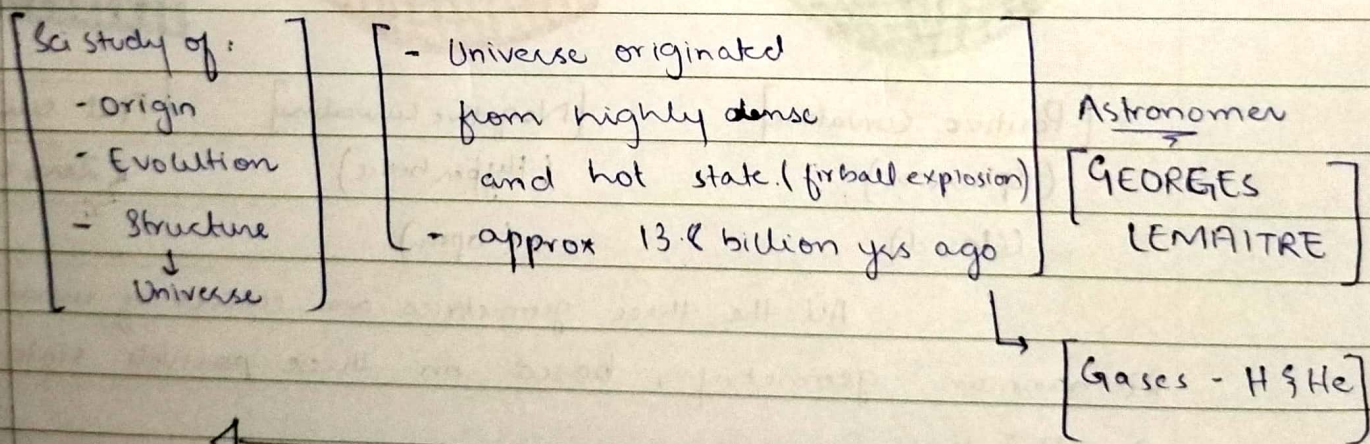 Sci study of :
- Origin
- Evolution
- Structure
↓
Universe
- Universe originated
from highly dense
and hot state. (firball explosion)
- approx 13.8 billion yrs ago
Astronomer
GEORGES
LEMAITRE
Gases - H & He